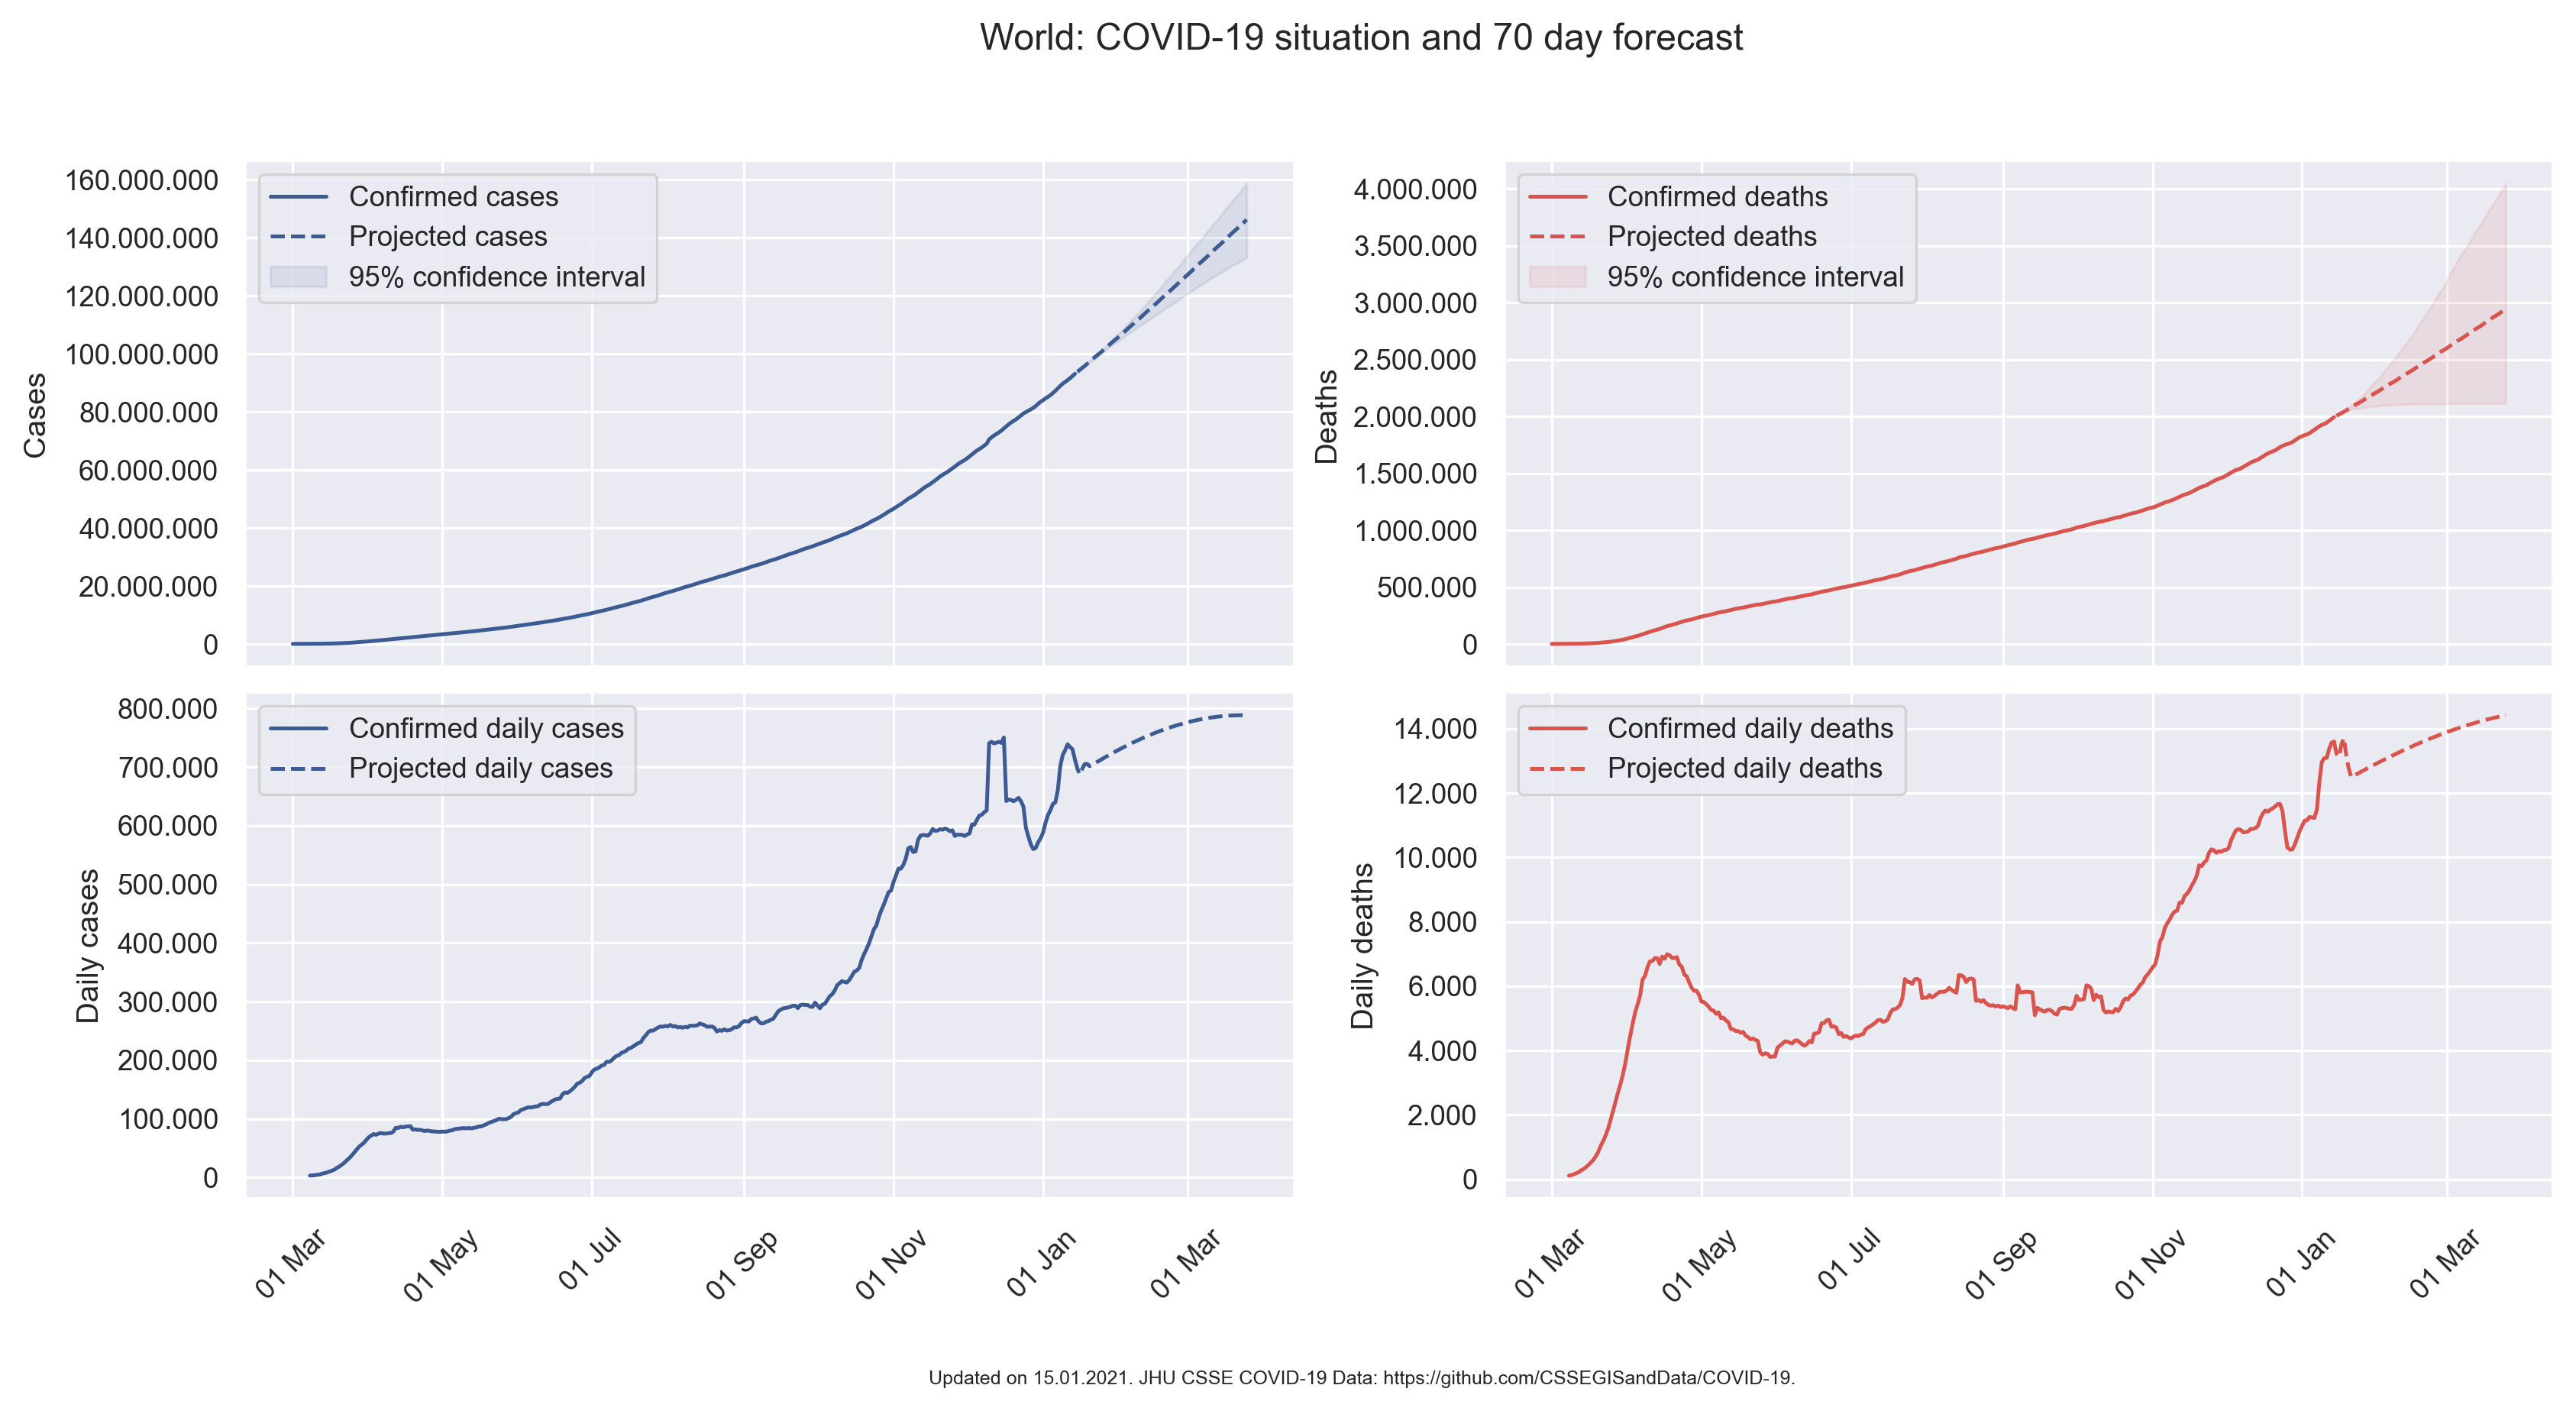 World: COVID-19 situation and 70 day forecast
Cases
160.000.000
140.000.000
120.000.000
100.000.000
80.000.000
60.000.000
40.000.000
20.000.000
0
Confirmed cases
Projected cases
95% confidence interval
Deaths
4.000.000
3.500.000
3.000.000
2.500.000
2.000.000
1.500.000
1.000.000
500.000
0
Confirmed deaths
Projected deaths
95% confidence interval
Daily cases
800.000
700.000
600.000
500.000
400.000
300.000
200.000
100.000
0
Confirmed daily cases
Projected daily cases
01 Mar
01 May
01 Jul
01 Sep
01 Nov
01 Jan
01 Mar
Daily deaths
14.000
12.000
10.000
8.000
6.000
4.000
2.000
0
Confirmed daily deaths
Projected daily deaths
01 Mar
01 May
01 Jul
01 Sep
01 Nov
01 Jan
01 Mar
Updated on 15.01.2021. JHU CSSE COVID-19 Data: https://github.com/CSSEGISandData/COVID-19.